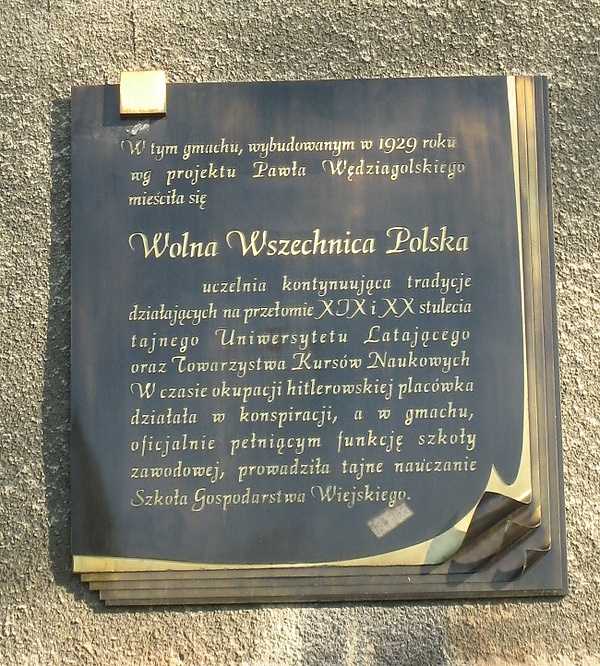 W tym gmachu, wybudowanym w 1929 roku
wg projektu Pawła Wędziagolskiego
mieściła się
Wolna Wszechnica Polska
uczelnia kontynuująca tradycje
działających na przełomie XIX i XX stulecia
tajnego Uniwersytetu Latającego
oraz Towarzystwa Kursów Naukowych
W czasie okupacji hitlerowskiej placówka
działała w konspiracji, a w gmachu,
oficjalnie pełniącym funkcję szkoły
zawodowej, prowadziła tajne nauczanie
Szkoła Gospodarstwa Wiejskiego.